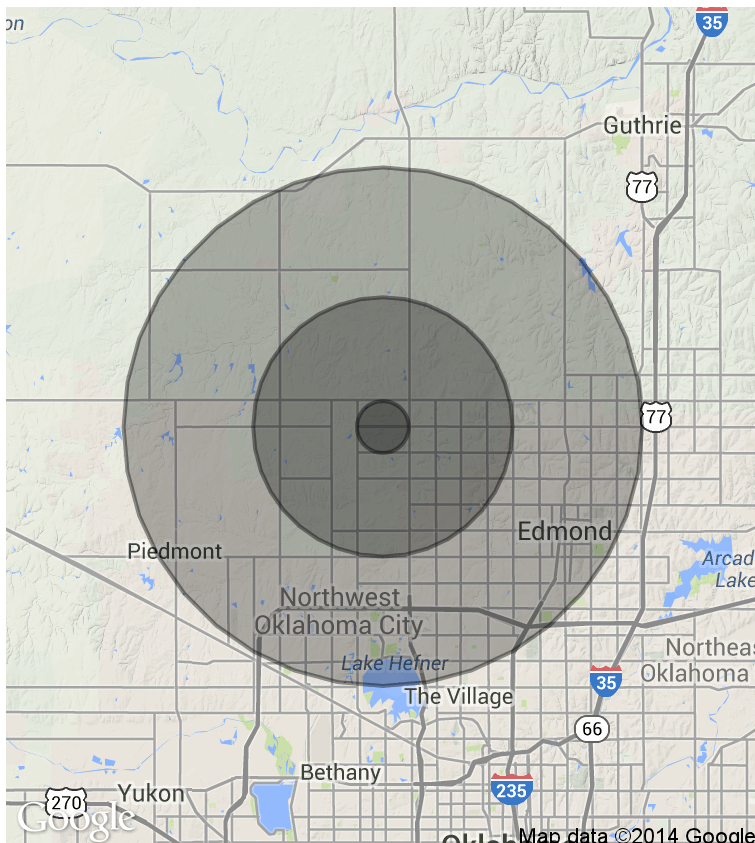 on
35
Guthrie
77
77
Edmond
Piedmont
Arcad
Lake
Northwest
Oklahoma City
Northeas
Oklahoma
Lake Hefner
35
The Village
66
Bethany
235
Yukon
270
Google
Map data ©2014 Google